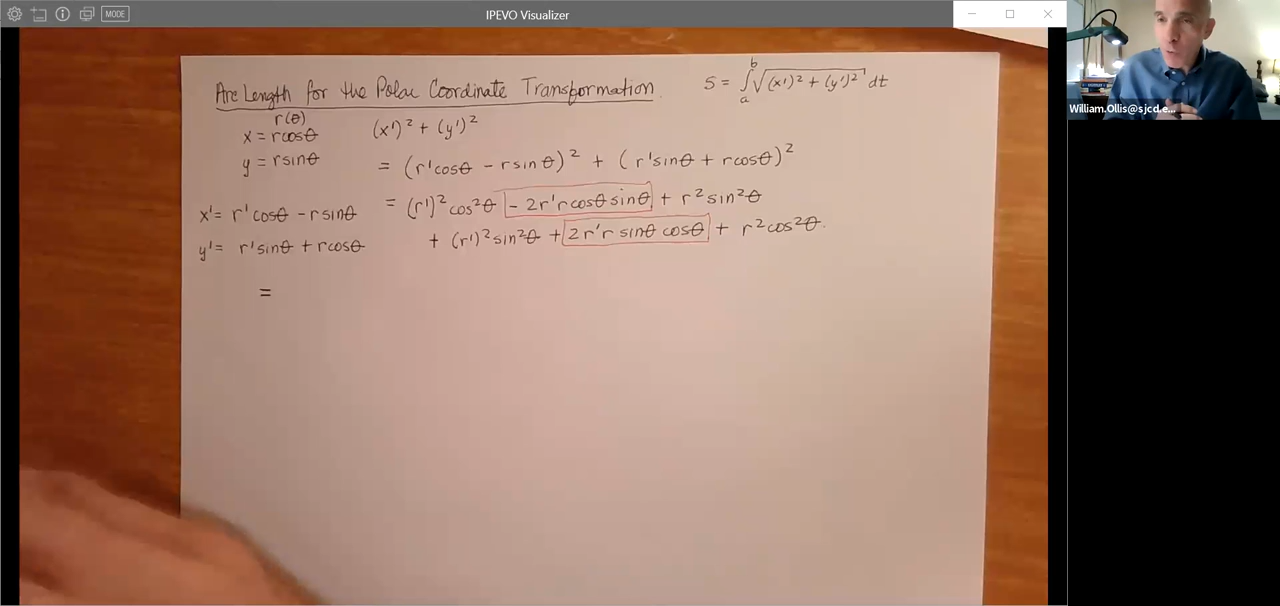 IPEVO Visualizer
MODE
William.Ollis@sjcd.e...
Arc Length for the Polar Coordinate Transformation.
S = ∫ₐᵇ √((x')² + (y')²) dt
r(θ)
x = rcosθ
y = rsinθ
(x')² + (y')²
= (r'cosθ - rsinθ)² + (r'sinθ + rcosθ)²
x' = r'cosθ - rsinθ
= (r')²cos²θ - 2r'rcosθsinθ + r²sin²θ
y' = r'sinθ + rcosθ
+ (r')²sin²θ + 2r'r sinθ cosθ + r²cos²θ.
=